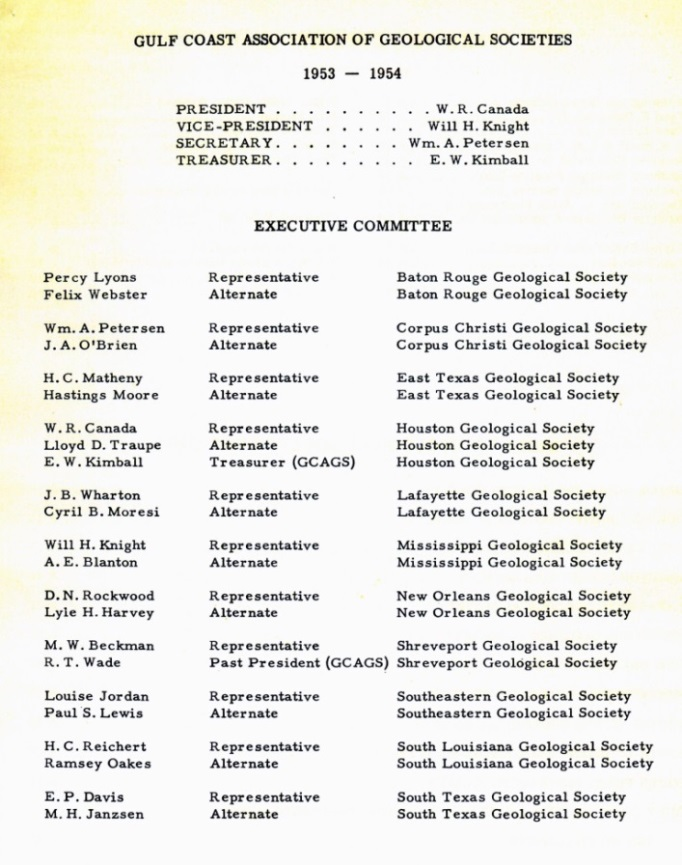 GULF COAST ASSOCIATION OF GEOLOGICAL SOCIETIES
1953 — 1954
PRESIDENT . . . . . . . . . . W. R. Canada
VICE-PRESIDENT . . . . . . Will H. Knight
SECRETARY. . . . . . . . Wm. A. Petersen
TREASURER. . . . . . . . . E. W. Kimball
EXECUTIVE COMMITTEE
Percy Lyons Representative Baton Rouge Geological Society
Felix Webster Alternate Baton Rouge Geological Society
Wm. A. Petersen Representative Corpus Christi Geological Society
J. A. O'Brien Alternate Corpus Christi Geological Society
H. C. Matheny Representative East Texas Geological Society
Hastings Moore Alternate East Texas Geological Society
W. R. Canada Representative Houston Geological Society
Lloyd D. Traupe Alternate Houston Geological Society
E. W. Kimball Treasurer (GCAGS) Houston Geological Society
J. B. Wharton Representative Lafayette Geological Society
Cyril B. Moresi Alternate Lafayette Geological Society
Will H. Knight Representative Mississippi Geological Society
A. E. Blanton Alternate Mississippi Geological Society
D. N. Rockwood Representative New Orleans Geological Society
Lyle H. Harvey Alternate New Orleans Geological Society
M. W. Beckman Representative Shreveport Geological Society
R. T. Wade Past President (GCAGS) Shreveport Geological Society
Louise Jordan Representative Southeastern Geological Society
Paul S. Lewis Alternate Southeastern Geological Society
H. C. Reichert Representative South Louisiana Geological Society
Ramsey Oakes Alternate South Louisiana Geological Society
E. P. Davis Representative South Texas Geological Society
M. H. Janzsen Alternate South Texas Geological Society